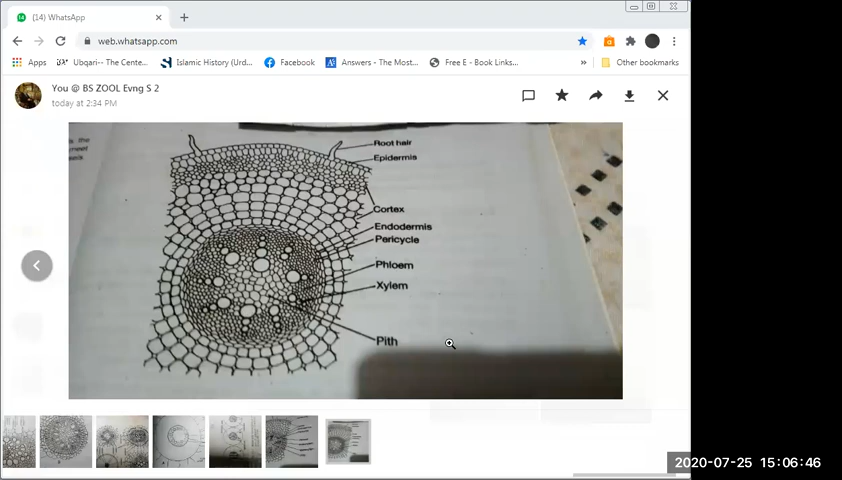 (14) WhatsApp
web.whatsapp.com
Apps
Ubqari-- The Cente...
Islamic History (Urd...
Facebook
Answers - The Most...
Free E - Book Links...
»
Other bookmarks
You @ BS ZOOL Evng S 2
today at 2:34 PM
Root hair
Epidermis
Cortex
Endodermis
Pericycle
Phloem
Xylem
Pith
2020-07-25 15:06:46